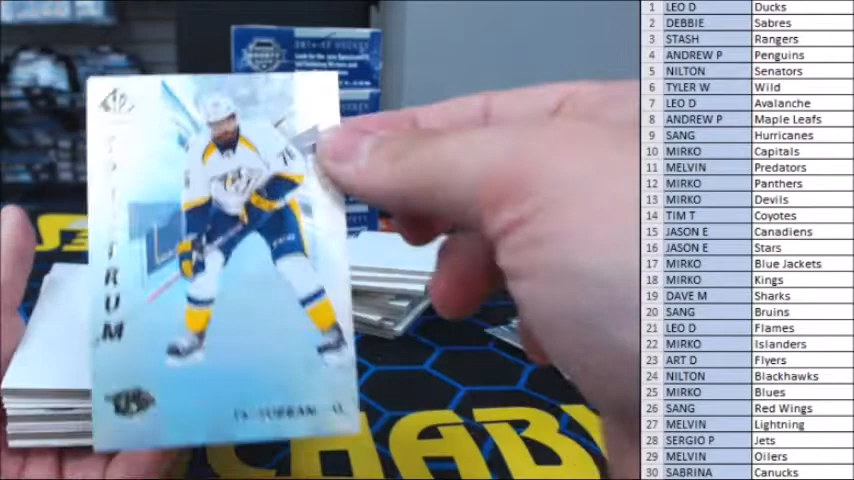 SP
SPECTRUM
76
P.K. SUBBAN
CHABY
1 LEO D Ducks
2 DEBBIE Sabres
3 STASH Rangers
4 ANDREW P Penguins
5 NILTON Senators
6 TYLER W Wild
7 LEO D Avalanche
8 ANDREW P Maple Leafs
9 SANG Hurricanes
10 MIRKO Capitals
11 MELVIN Predators
12 MIRKO Panthers
13 MIRKO Devils
14 TIM T Coyotes
15 JASON E Canadiens
16 JASON E Stars
17 MIRKO Blue Jackets
18 MIRKO Kings
19 DAVE M Sharks
20 SANG Bruins
21 LEO D Flames
22 MIRKO Islanders
23 ART D Flyers
24 NILTON Blackhawks
25 MIRKO Blues
26 SANG Red Wings
27 MELVIN Lightning
28 SERGIO P Jets
29 MELVIN Oilers
30 SABRINA Canucks